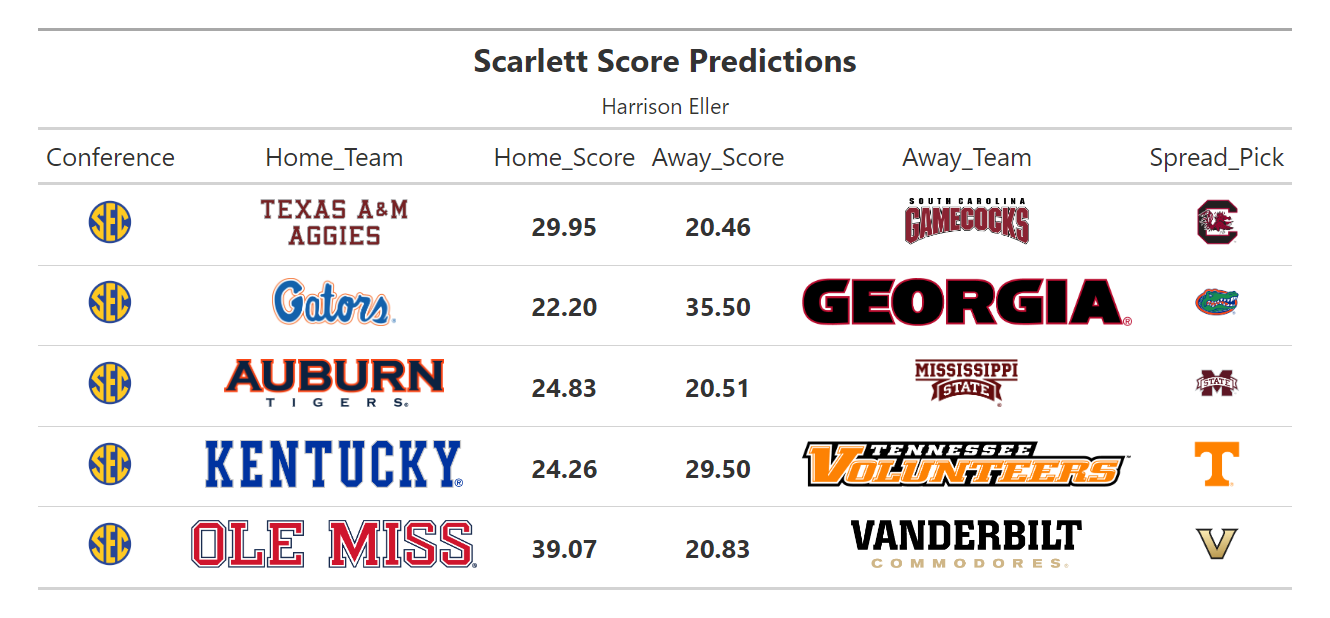 Scarlett Score Predictions
Harrison Eller
Conference Home_Team Home_Score Away_Score Away_Team Spread_Pick
SEC TEXAS A&M AGGIES 29.95 20.46 SOUTH CAROLINA GAMECOCKS C
SEC Gators 22.20 35.50 GEORGIA
SEC AUBURN TIGERS 24.83 20.51 MISSISSIPPI STATE M STATE
SEC KENTUCKY 24.26 29.50 TENNESSEE VOLUNTEERS T
SEC OLE MISS 39.07 20.83 VANDERBILT COMMODORES V